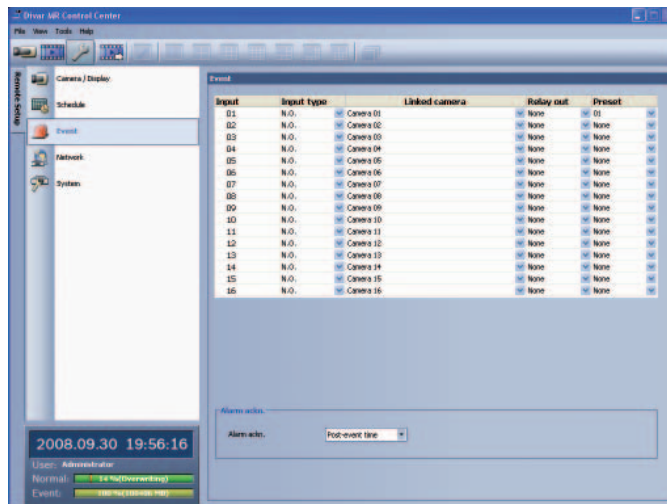 Divar MR Control Center
File View Tools Help
Remote Setup
Camera / Display
Schedule
Event
Network
System
Event
Input Input type Linked camera Relay out Preset
01 N.O. Camera 01 None 01
02 N.O. Camera 02 None None
03 N.O. Camera 03 None None
04 N.O. Camera 04 None None
05 N.O. Camera 05 None None
06 N.O. Camera 06 None None
07 N.O. Camera 07 None None
08 N.O. Camera 08 None None
09 N.O. Camera 09 None None
10 N.O. Camera 10 None None
11 N.O. Camera 11 None None
12 N.O. Camera 12 None None
13 N.O. Camera 13 None None
14 N.O. Camera 14 None None
15 N.O. Camera 15 None None
16 N.O. Camera 16 None None
Alarm ackn.
Alarm ackn. Post-event time
2008.09.30 19:56:16
User: Administrator
Normal: 14 %(Overwriting)
Event: 100 %